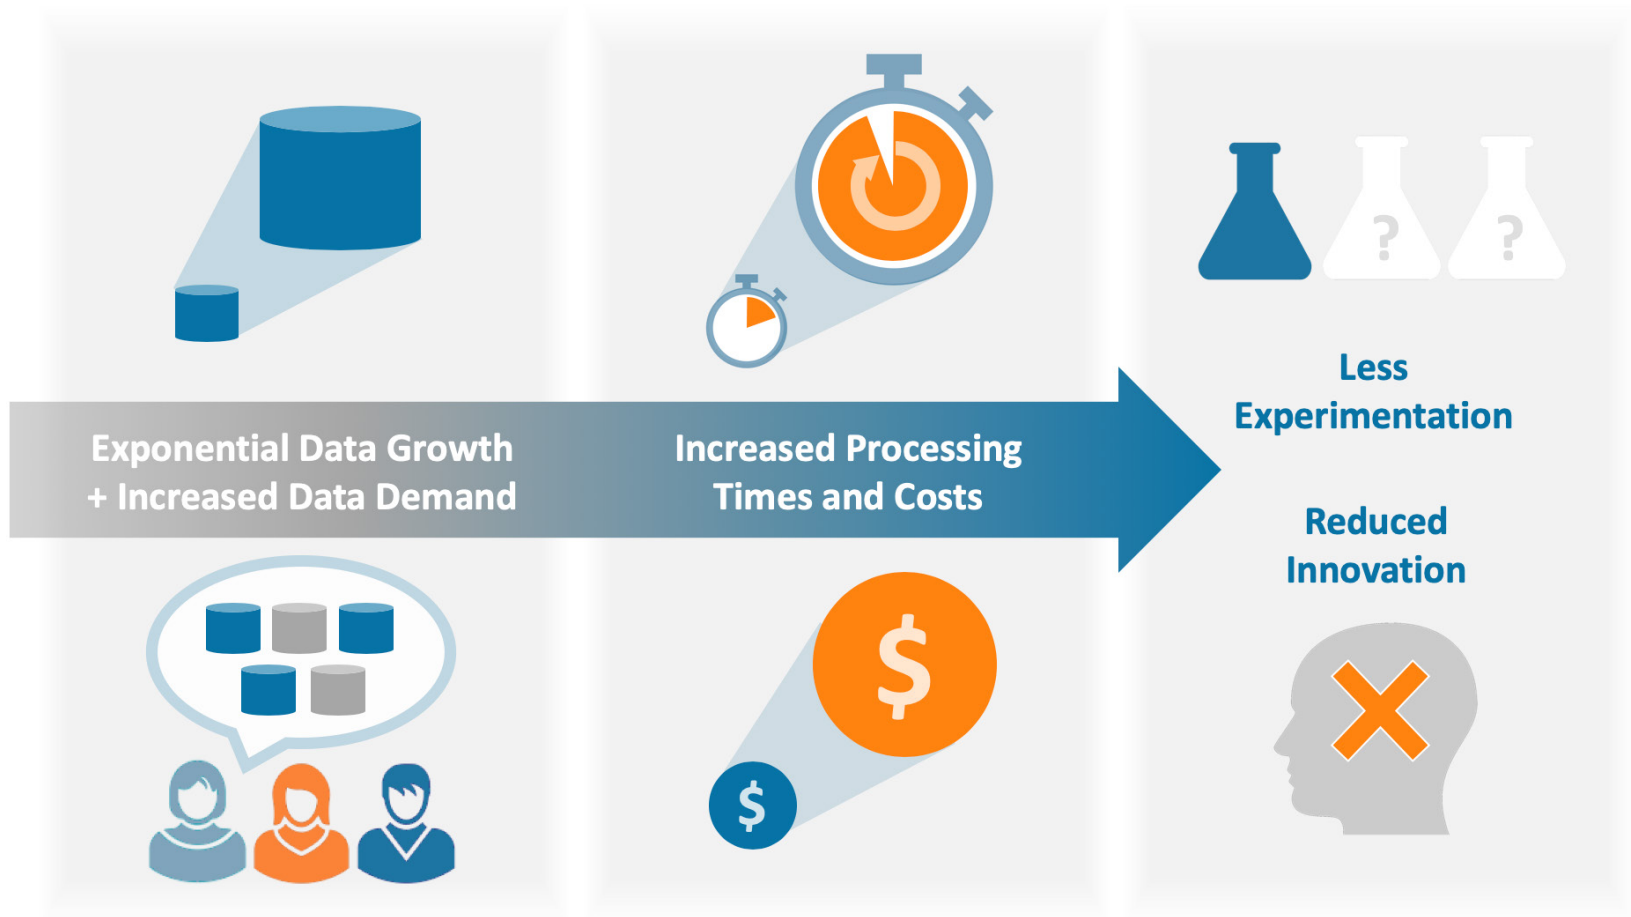 Exponential Data Growth
+ Increased Data Demand
Increased Processing
Times and Costs
? ?
Less
Experimentation
Reduced
Innovation
$
$